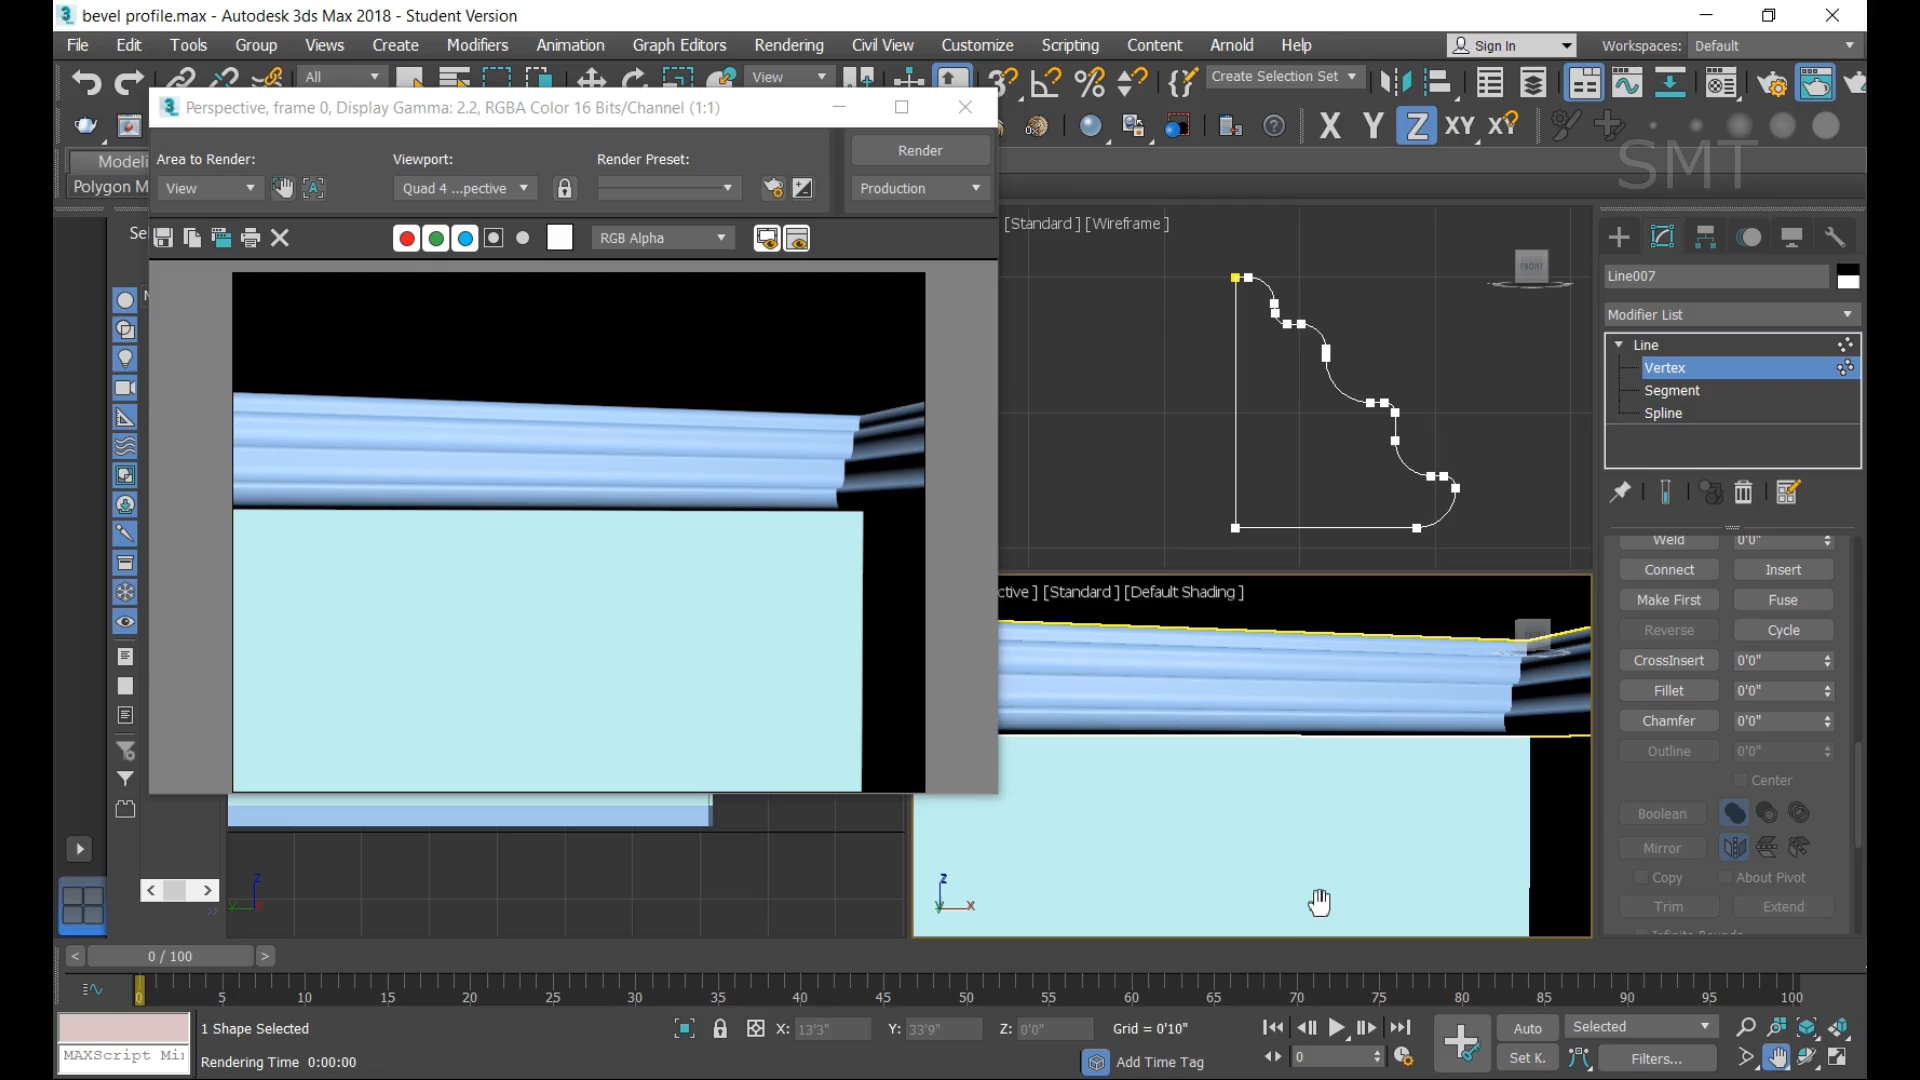 bevel profile.max - Autodesk 3ds Max 2018 - Student Version
File Edit Tools Group Views Create Modifiers Animation Graph Editors Rendering Civil View Customize Scripting Content Arnold Help
Sign In
Workspaces: Default
All
View
Create Selection Set
Perspective, frame 0, Display Gamma: 2.2, RGBA Color 16 Bits/Channel (1:1)
X Y Z XY XY
SMT
Modeli
Polygon M
Area to Render:
Viewport:
Render Preset:
Render
View
Quad 4 ...pective
Production
Se
RGB Alpha
[Standard ] [Wireframe ]
FRONT
Line007
Modifier List
Line
Vertex
Segment
Spline
Weld 0'0"
Connect Insert
Make First Fuse
Reverse Cycle
CrossInsert 0'0"
Fillet 0'0"
Chamfer 0'0"
Outline 0'0"
Center
Boolean
Mirror
Copy About Pivot
Trim Extend
ctive ] [Standard ] [Default Shading ]
z
y
z
x
y
< 0 / 100 >
0 5 10 15 20 25 30 35 40 45 50 55 60 65 70 75 80 85 90 95 100
1 Shape Selected
X: 13'3" Y: 33'9" Z: 0'0" Grid = 0'10"
Auto
Selected
MAXScript Mi:
Rendering Time 0:00:00
Add Time Tag
0
Set K.
Filters...